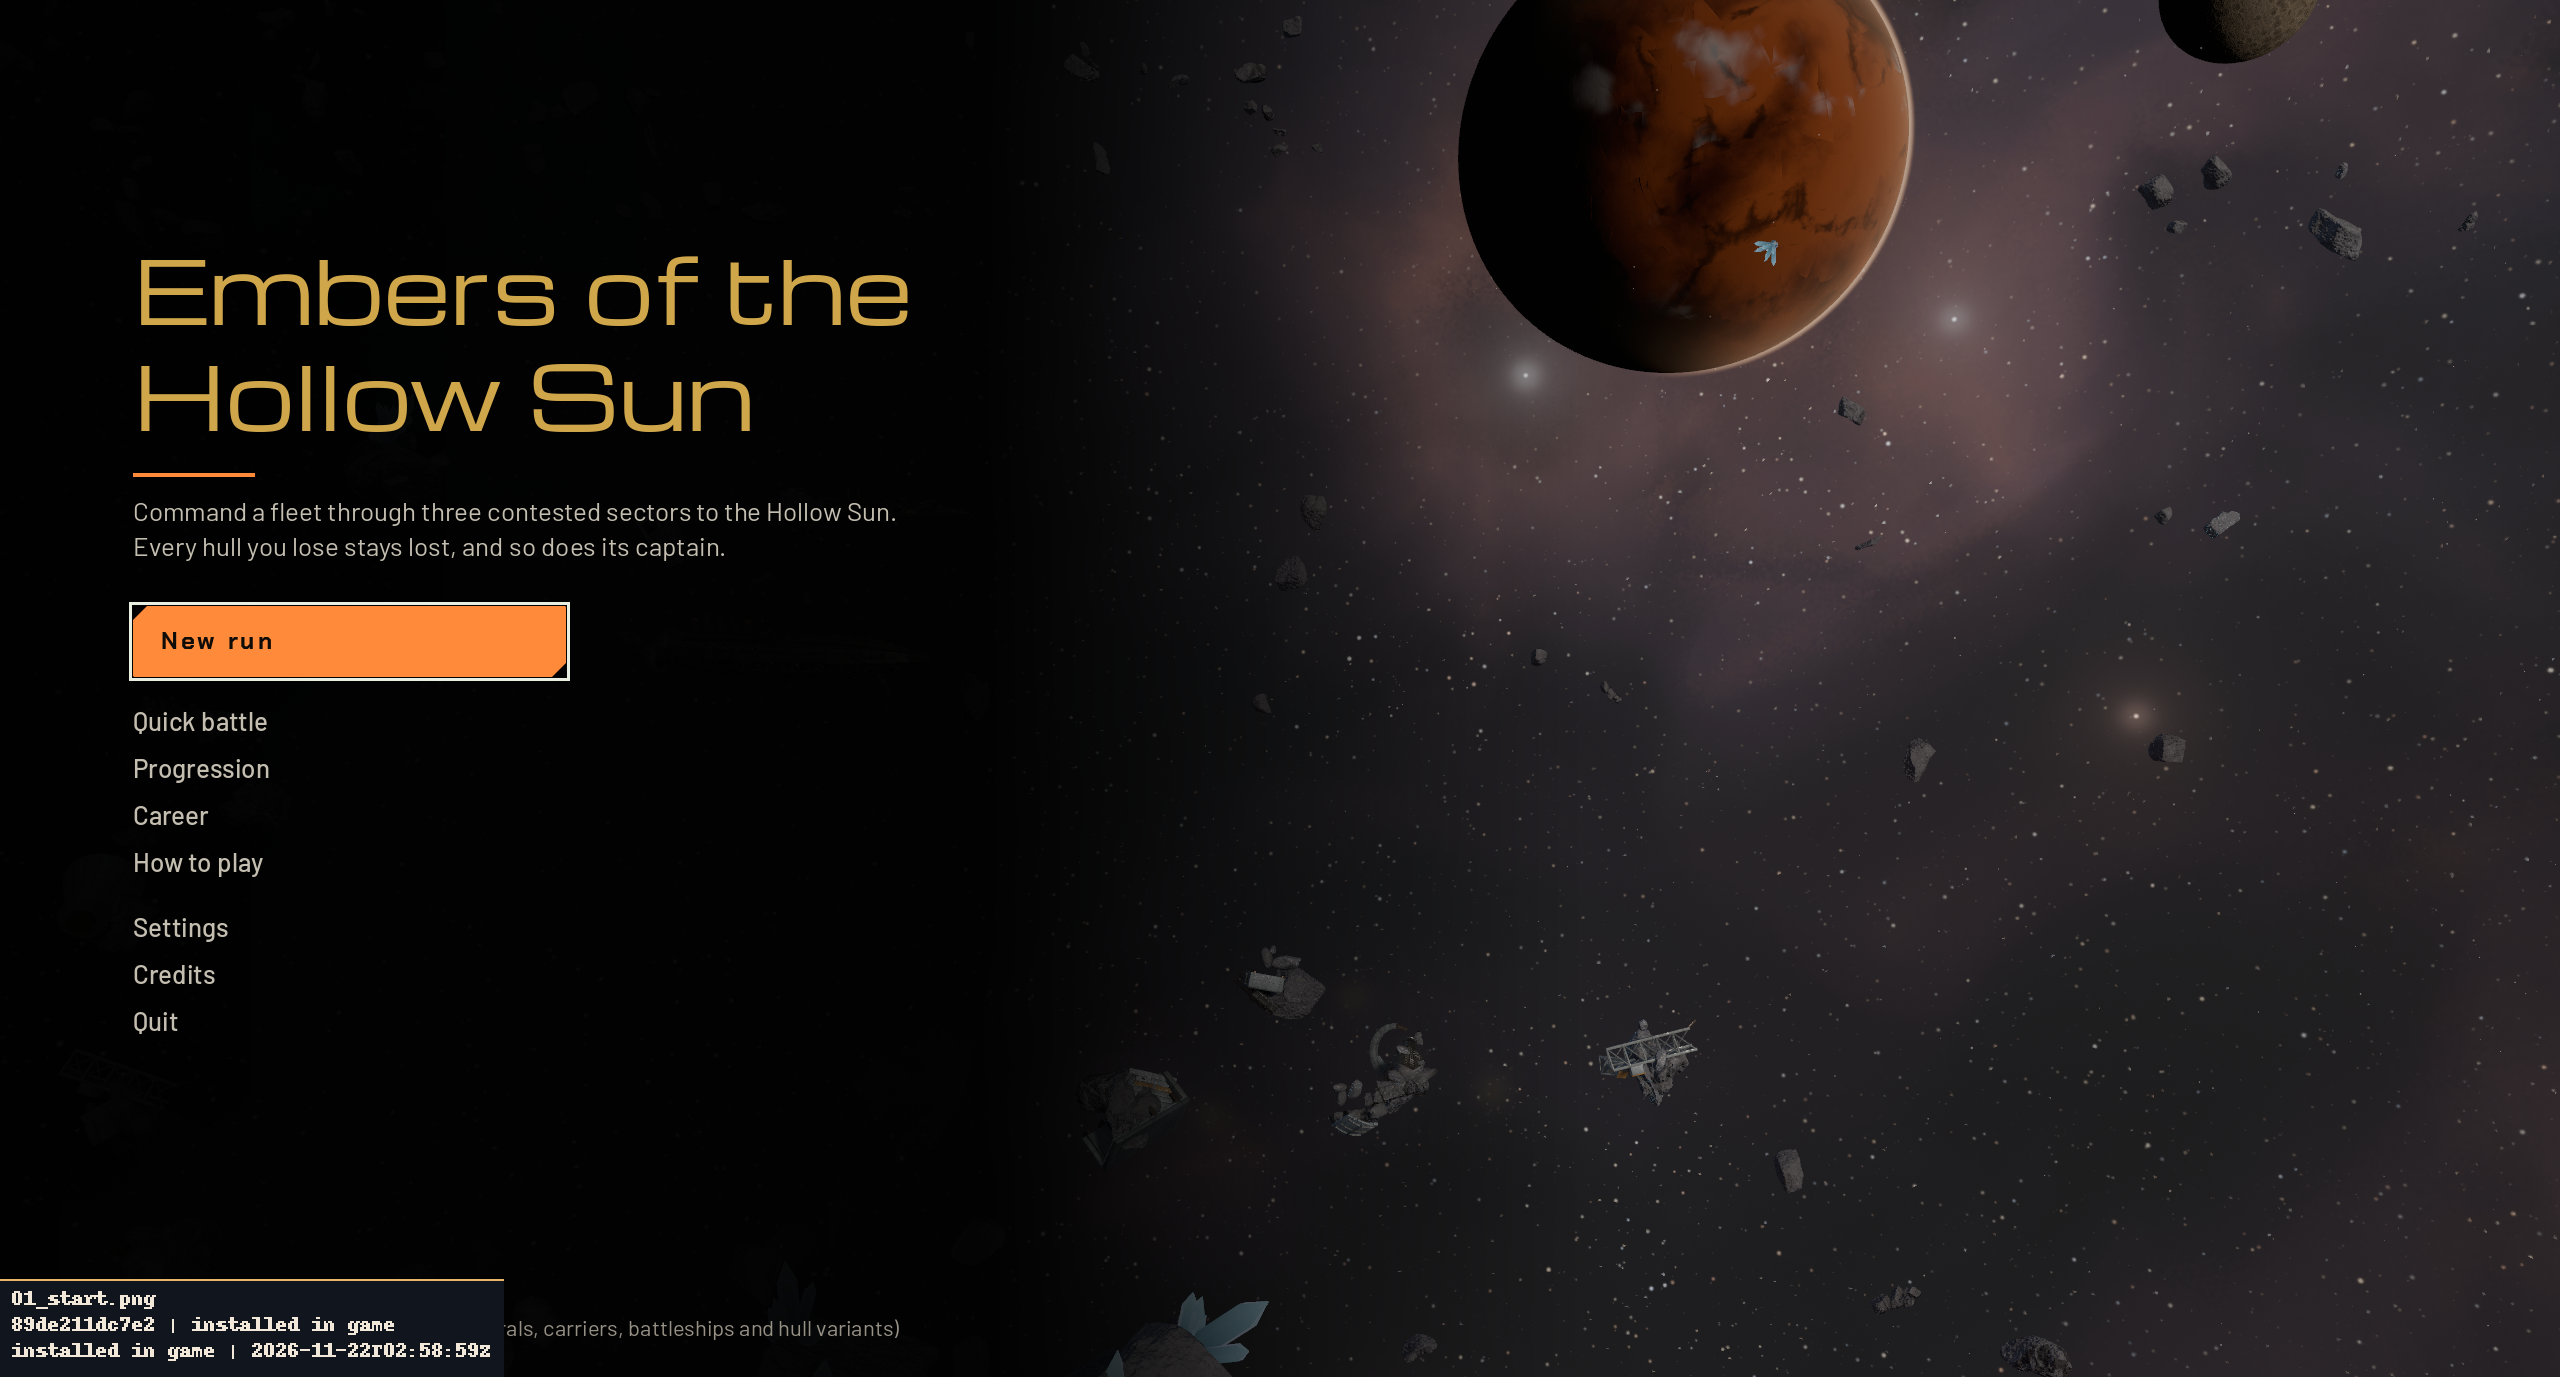 Embers of the
Hollow Sun
Command a fleet through three contested sectors to the Hollow Sun.
Every hull you lose stays lost, and so does its captain.
New run
Quick battle
Progression
Career
How to play
Settings
Credits
Quit
01_start.png
89de211dc7e2 | installed in game
installed in game | 2026-11-22T02:58:59Z
carriers, battleships and hull variants)